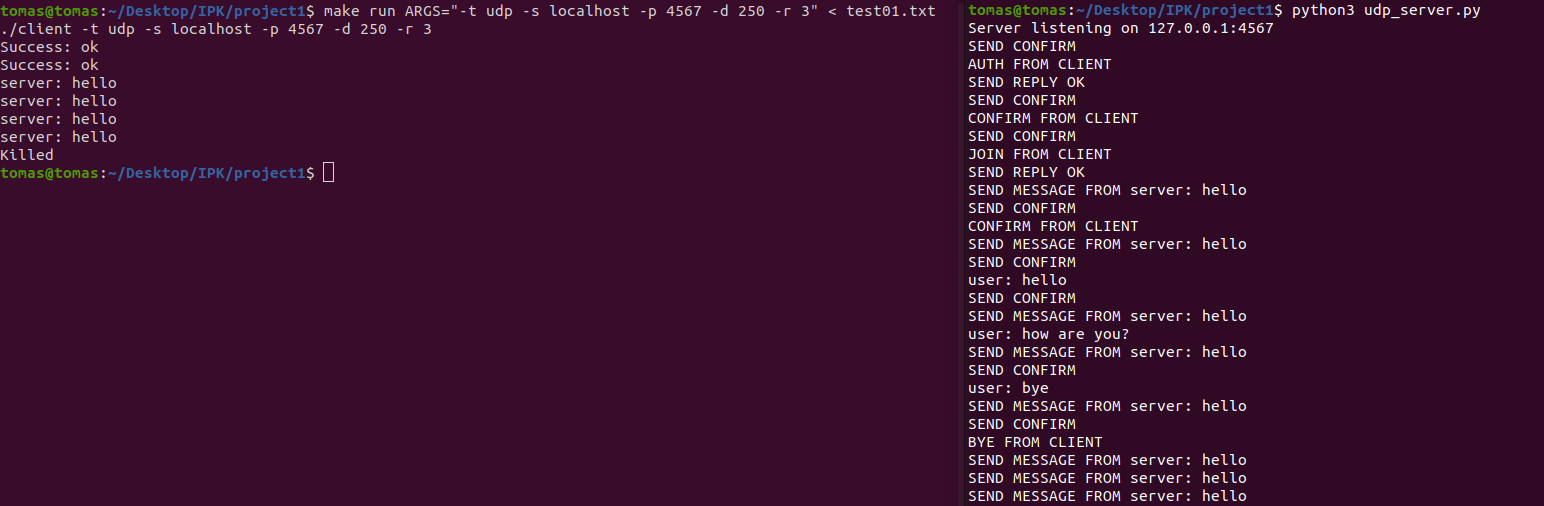 tomas@tomas:~/Desktop/IPK/project1$ make run ARGS="-t udp -s localhost -p 4567 -d 250 -r 3" < test01.txt
./client -t udp -s localhost -p 4567 -d 250 -r 3
Success: ok
Success: ok
server: hello
server: hello
server: hello
server: hello
Killed
tomas@tomas:~/Desktop/IPK/project1$
tomas@tomas:~/Desktop/IPK/project1$ python3 udp_server.py
Server listening on 127.0.0.1:4567
SEND CONFIRM
AUTH FROM CLIENT
SEND REPLY OK
SEND CONFIRM
CONFIRM FROM CLIENT
SEND CONFIRM
JOIN FROM CLIENT
SEND REPLY OK
SEND MESSAGE FROM server: hello
SEND CONFIRM
CONFIRM FROM CLIENT
SEND MESSAGE FROM server: hello
SEND CONFIRM
user: hello
SEND CONFIRM
SEND MESSAGE FROM server: hello
user: how are you?
SEND MESSAGE FROM server: hello
SEND CONFIRM
user: bye
SEND MESSAGE FROM server: hello
SEND CONFIRM
BYE FROM CLIENT
SEND MESSAGE FROM server: hello
SEND MESSAGE FROM server: hello
SEND MESSAGE FROM server: hello